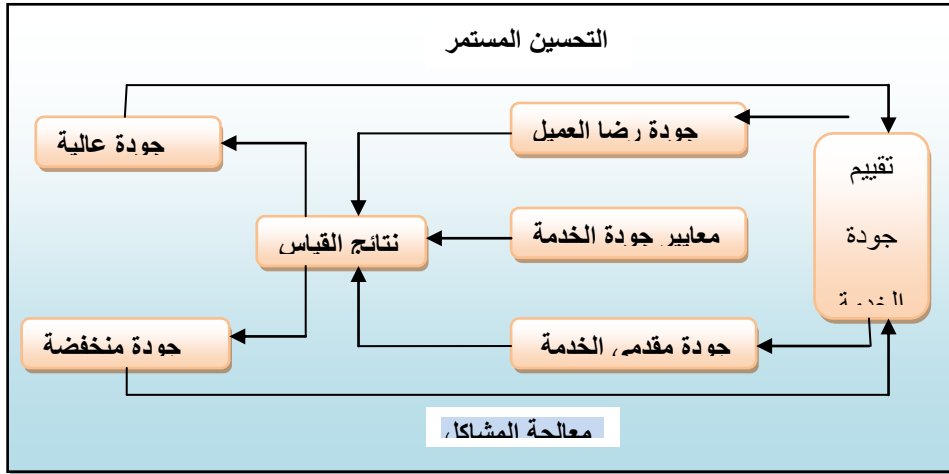 التحسين المستمر
جودة رضا العميل
جودة عالية
تقييم
جودة
الخدمة
معايير جودة الخدمة
نتائج القياس
جودة مقدمي الخدمة
جودة منخفضة
معالجة المشاكل